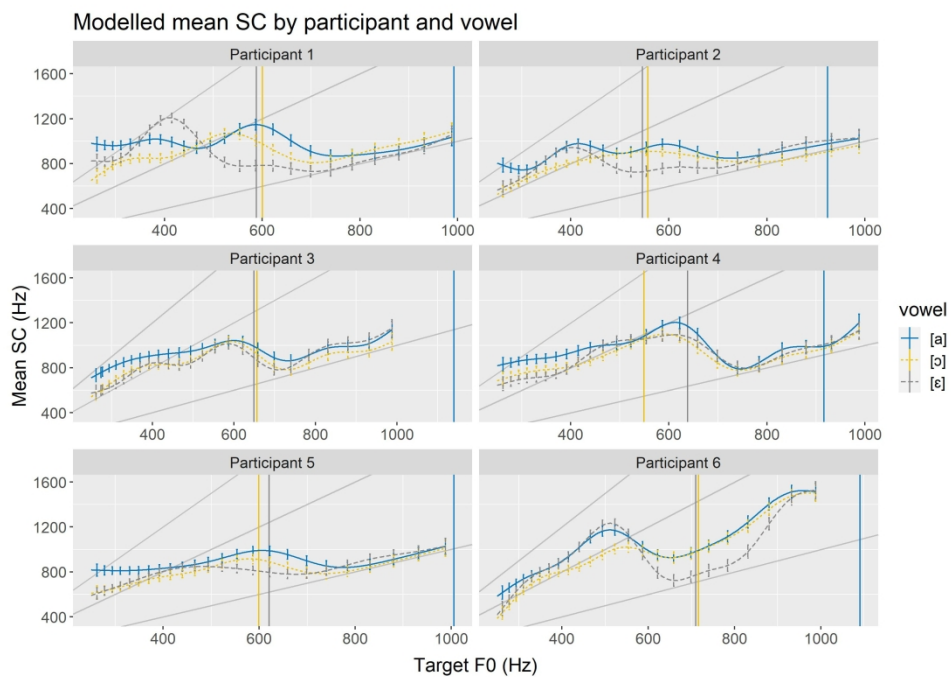 Modelled mean SC by participant and vowel
Participant 1
Participant 2
1600
1200
800
400
400
600
800
1000
400
600
800
1000
Participant 3
Participant 4
1600
1200
800
400
400
600
800
1000
400
600
800
1000
Participant 5
Participant 6
1600
1200
800
400
400
600
800
1000
400
600
800
1000
Mean SC (Hz)
Target F0 (Hz)
vowel
[a]
[ɔ]
[ɛ]